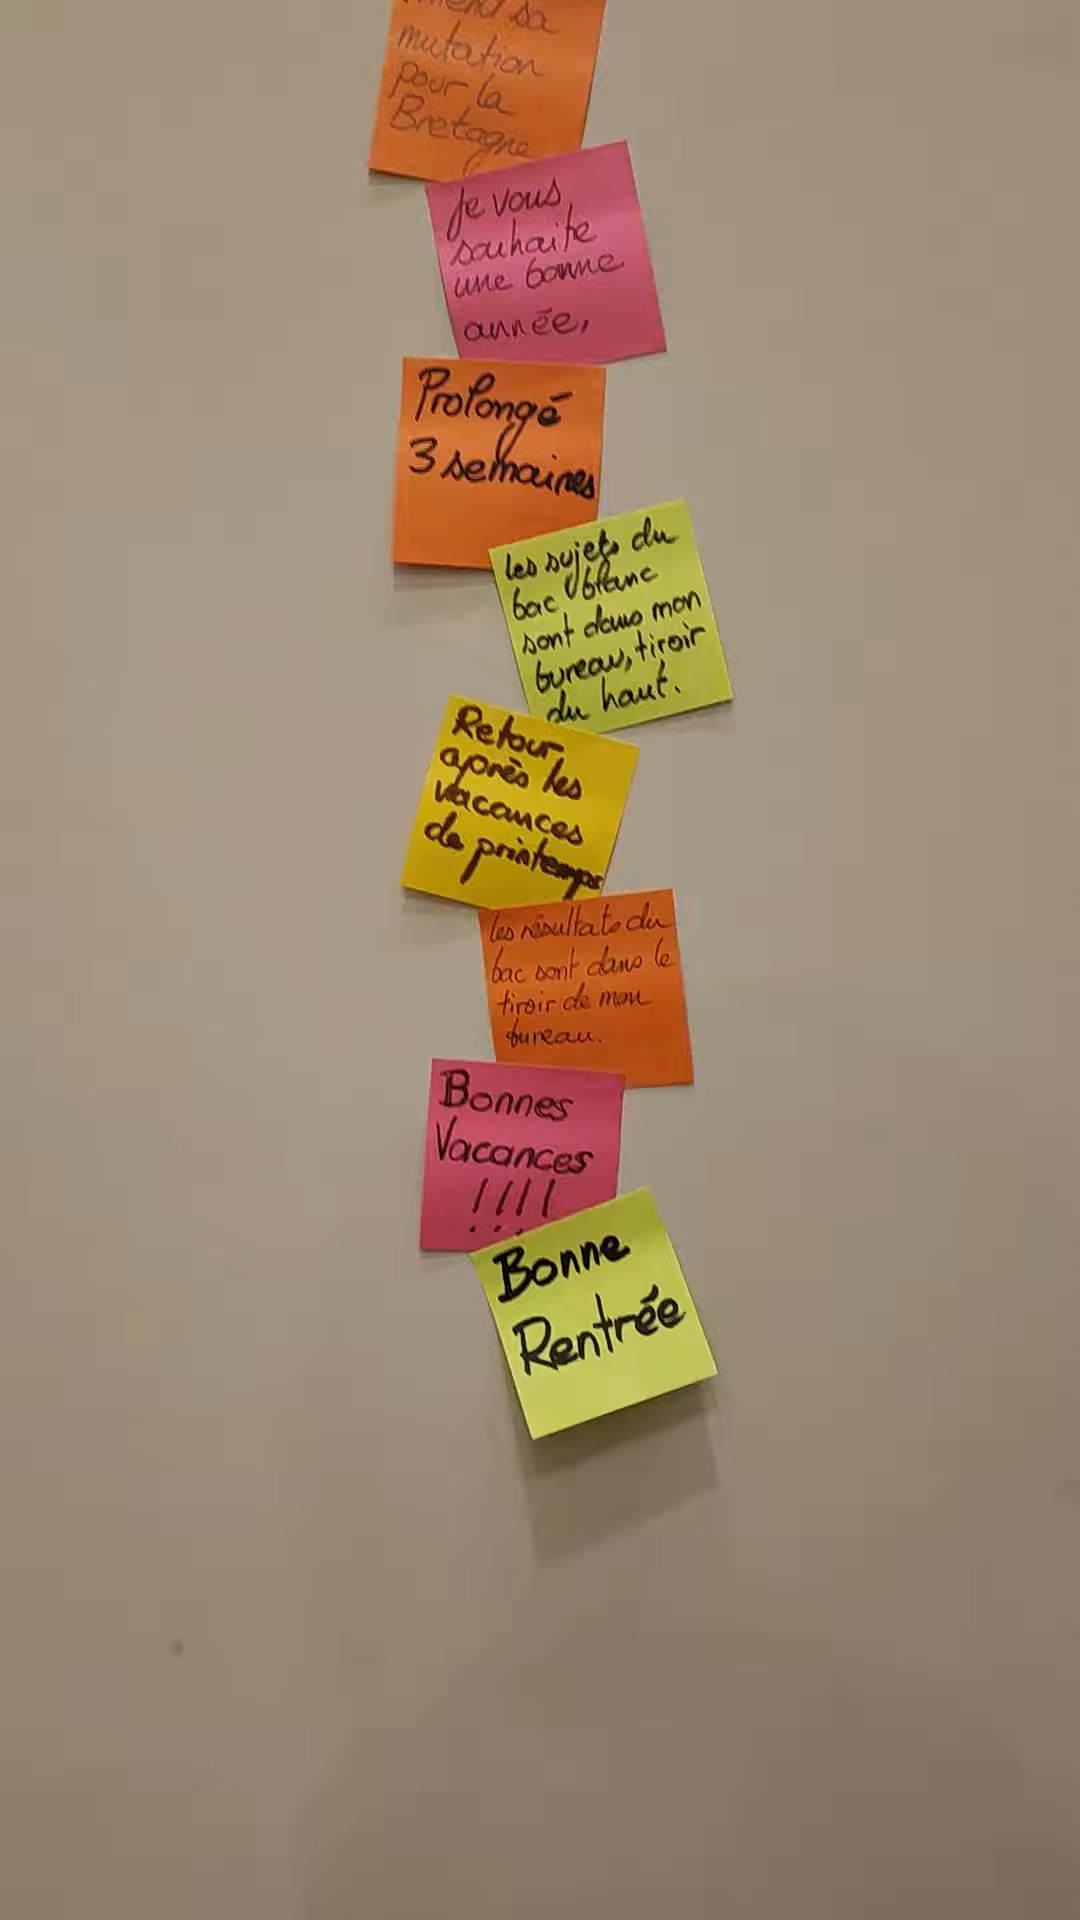 sa
mutation
pour la
Bretagne
Je vous
souhaite
une bonne
année,
Prolongé
3 semaines
Les sujets du
bac blanc
sont dans mon
bureau, tiroir
du haut.
Retour
après les
vacances
de printemps
Les résultats du
bac sont dans le
tiroir de mon
bureau.
Bonnes
Vacances
!!!!
Bonne
Rentrée